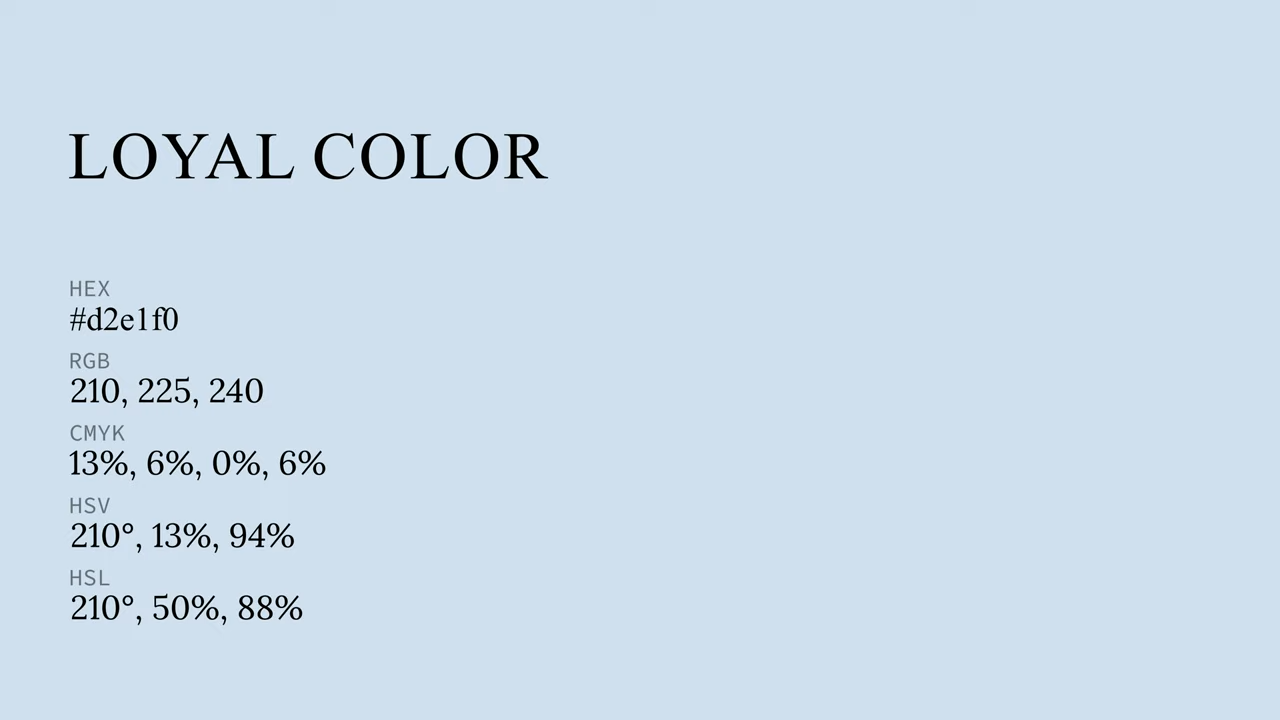 LOYAL COLOR
HEX
#d2e1f0
RGB
210, 225, 240
CMYK
13%, 6%, 0%, 6%
HSV
210°, 13%, 94%
HSL
210°, 50%, 88%